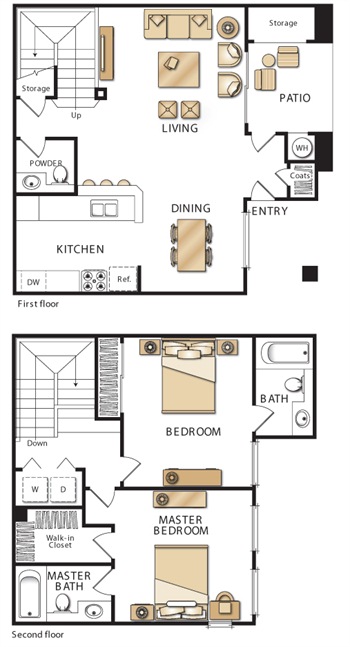 Storage
Storage
PATIO
Up
LIVING
POWDER
WH
Coats
DINING
ENTRY
KITCHEN
DW
Ref.
First floor
BATH
BEDROOM
Down
W
D
MASTER
BEDROOM
Walk-in
Closet
MASTER
BATH
Second floor